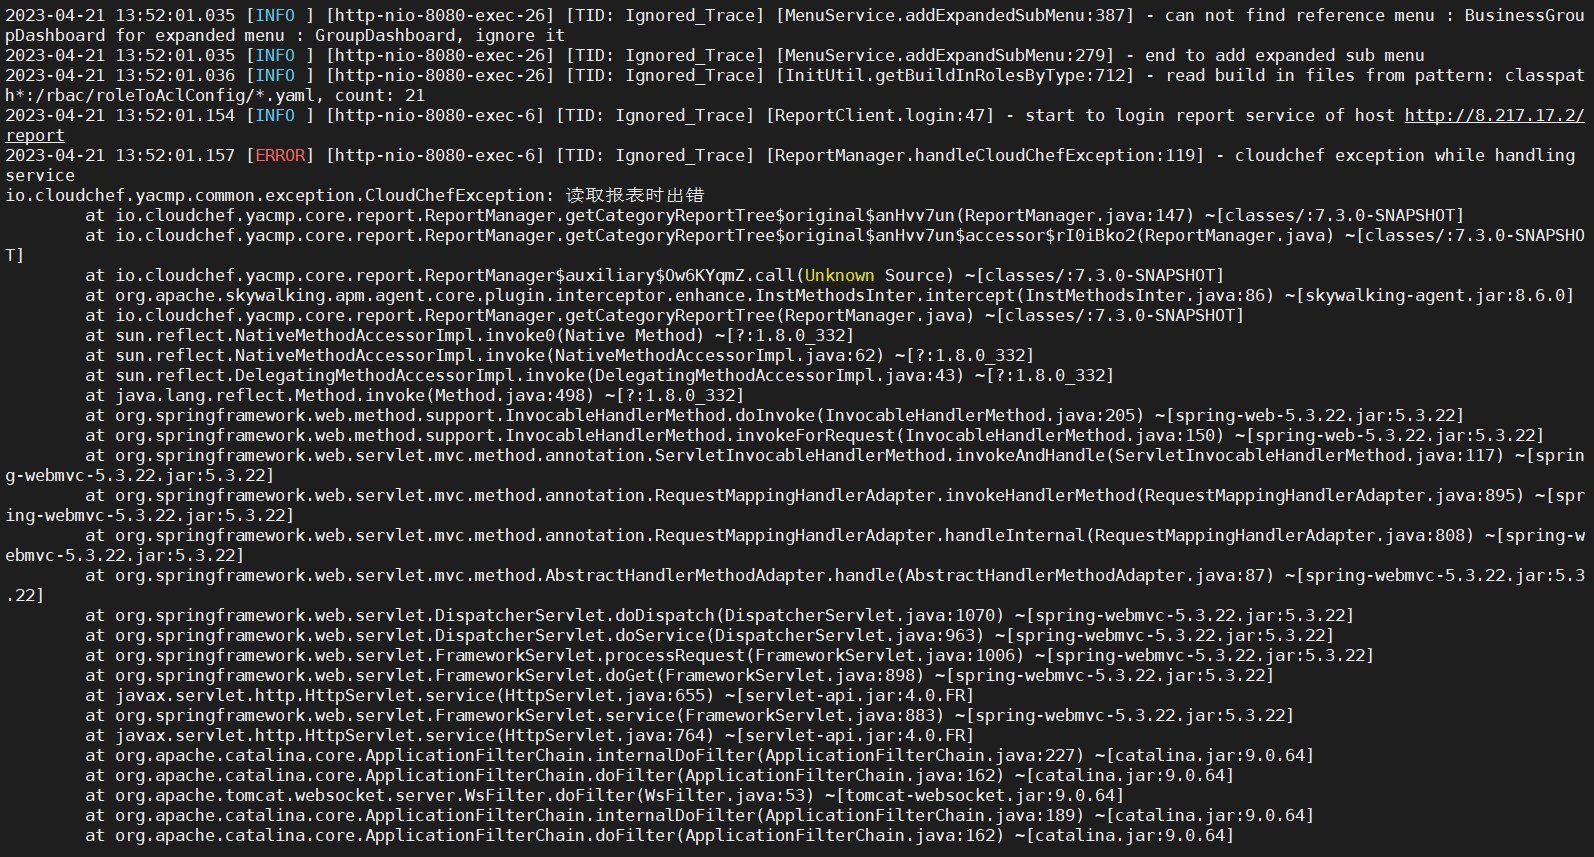 2023-04-21 13:52:01.035 [INFO ] [http-nio-8080-exec-26] [TID: Ignored_Trace] [MenuService.addExpandedSubMenu:387] - can not find reference menu : BusinessGrou
pDashboard for expanded menu : GroupDashboard, ignore it
2023-04-21 13:52:01.035 [INFO ] [http-nio-8080-exec-26] [TID: Ignored_Trace] [MenuService.addExpandSubMenu:279] - end to add expanded sub menu
2023-04-21 13:52:01.036 [INFO ] [http-nio-8080-exec-26] [TID: Ignored_Trace] [InitUtil.getBuildInRolesByType:712] - read build in files from pattern: classpat
h*:/rbac/roleToAclConfig/*.yaml, count: 21
2023-04-21 13:52:01.154 [INFO ] [http-nio-8080-exec-6] [TID: Ignored_Trace] [ReportClient.login:47] - start to login report service of host http://8.217.17.2/
report
2023-04-21 13:52:01.157 [ERROR] [http-nio-8080-exec-6] [TID: Ignored_Trace] [ReportManager.handleCloudChefException:119] - cloudchef exception while handling
service
io.cloudchef.yacmp.common.exception.CloudChefException: 读取报表时出错
        at io.cloudchef.yacmp.core.report.ReportManager.getCategoryReportTree$original$anHvv7un(ReportManager.java:147) ~[classes/:7.3.0-SNAPSHOT]
        at io.cloudchef.yacmp.core.report.ReportManager.getCategoryReportTree$original$anHvv7un$accessor$rI0iBko2(ReportManager.java) ~[classes/:7.3.0-SNAPSHO
T]
        at io.cloudchef.yacmp.core.report.ReportManager$auxiliary$Ow6KYqmZ.call(Unknown Source) ~[classes/:7.3.0-SNAPSHOT]
        at org.apache.skywalking.apm.agent.core.plugin.interceptor.enhance.InstMethodsInter.intercept(InstMethodsInter.java:86) ~[skywalking-agent.jar:8.6.0]
        at io.cloudchef.yacmp.core.report.ReportManager.getCategoryReportTree(ReportManager.java) ~[classes/:7.3.0-SNAPSHOT]
        at sun.reflect.NativeMethodAccessorImpl.invoke0(Native Method) ~[?:1.8.0_332]
        at sun.reflect.NativeMethodAccessorImpl.invoke(NativeMethodAccessorImpl.java:62) ~[?:1.8.0_332]
        at sun.reflect.DelegatingMethodAccessorImpl.invoke(DelegatingMethodAccessorImpl.java:43) ~[?:1.8.0_332]
        at java.lang.reflect.Method.invoke(Method.java:498) ~[?:1.8.0_332]
        at org.springframework.web.method.support.InvocableHandlerMethod.doInvoke(InvocableHandlerMethod.java:205) ~[spring-web-5.3.22.jar:5.3.22]
        at org.springframework.web.method.support.InvocableHandlerMethod.invokeForRequest(InvocableHandlerMethod.java:150) ~[spring-web-5.3.22.jar:5.3.22]
        at org.springframework.web.servlet.mvc.method.annotation.ServletInvocableHandlerMethod.invokeAndHandle(ServletInvocableHandlerMethod.java:117) ~[sprin
g-webmvc-5.3.22.jar:5.3.22]
        at org.springframework.web.servlet.mvc.method.annotation.RequestMappingHandlerAdapter.invokeHandlerMethod(RequestMappingHandlerAdapter.java:895) ~[spr
ing-webmvc-5.3.22.jar:5.3.22]
        at org.springframework.web.servlet.mvc.method.annotation.RequestMappingHandlerAdapter.handleInternal(RequestMappingHandlerAdapter.java:808) ~[spring-w
ebmvc-5.3.22.jar:5.3.22]
        at org.springframework.web.servlet.mvc.method.AbstractHandlerMethodAdapter.handle(AbstractHandlerMethodAdapter.java:87) ~[spring-webmvc-5.3.22.jar:5.3
.22]
        at org.springframework.web.servlet.DispatcherServlet.doDispatch(DispatcherServlet.java:1070) ~[spring-webmvc-5.3.22.jar:5.3.22]
        at org.springframework.web.servlet.DispatcherServlet.doService(DispatcherServlet.java:963) ~[spring-webmvc-5.3.22.jar:5.3.22]
        at org.springframework.web.servlet.FrameworkServlet.processRequest(FrameworkServlet.java:1006) ~[spring-webmvc-5.3.22.jar:5.3.22]
        at org.springframework.web.servlet.FrameworkServlet.doGet(FrameworkServlet.java:898) ~[spring-webmvc-5.3.22.jar:5.3.22]
        at javax.servlet.http.HttpServlet.service(HttpServlet.java:655) ~[servlet-api.jar:4.0.FR]
        at org.springframework.web.servlet.FrameworkServlet.service(FrameworkServlet.java:883) ~[spring-webmvc-5.3.22.jar:5.3.22]
        at javax.servlet.http.HttpServlet.service(HttpServlet.java:764) ~[servlet-api.jar:4.0.FR]
        at org.apache.catalina.core.ApplicationFilterChain.internalDoFilter(ApplicationFilterChain.java:227) ~[catalina.jar:9.0.64]
        at org.apache.catalina.core.ApplicationFilterChain.doFilter(ApplicationFilterChain.java:162) ~[catalina.jar:9.0.64]
        at org.apache.tomcat.websocket.server.WsFilter.doFilter(WsFilter.java:53) ~[tomcat-websocket.jar:9.0.64]
        at org.apache.catalina.core.ApplicationFilterChain.internalDoFilter(ApplicationFilterChain.java:189) ~[catalina.jar:9.0.64]
        at org.apache.catalina.core.ApplicationFilterChain.doFilter(ApplicationFilterChain.java:162) ~[catalina.jar:9.0.64]